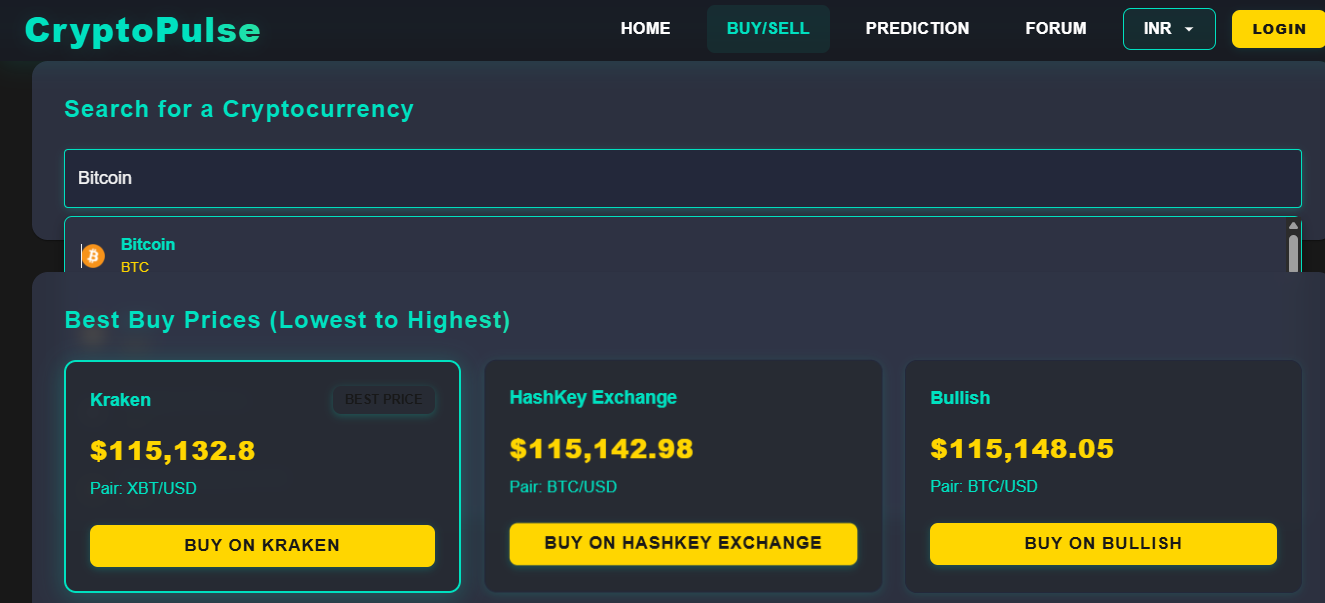 CryptoPulse
HOME BUY/SELL PREDICTION FORUM INR LOGIN
Search for a Cryptocurrency
Bitcoin
Bitcoin
BTC
Best Buy Prices (Lowest to Highest)
Kraken BEST PRICE
$115,132.8
Pair: XBT/USD
BUY ON KRAKEN
HashKey Exchange
$115,142.98
Pair: BTC/USD
BUY ON HASHKEY EXCHANGE
Bullish
$115,148.05
Pair: BTC/USD
BUY ON BULLISH